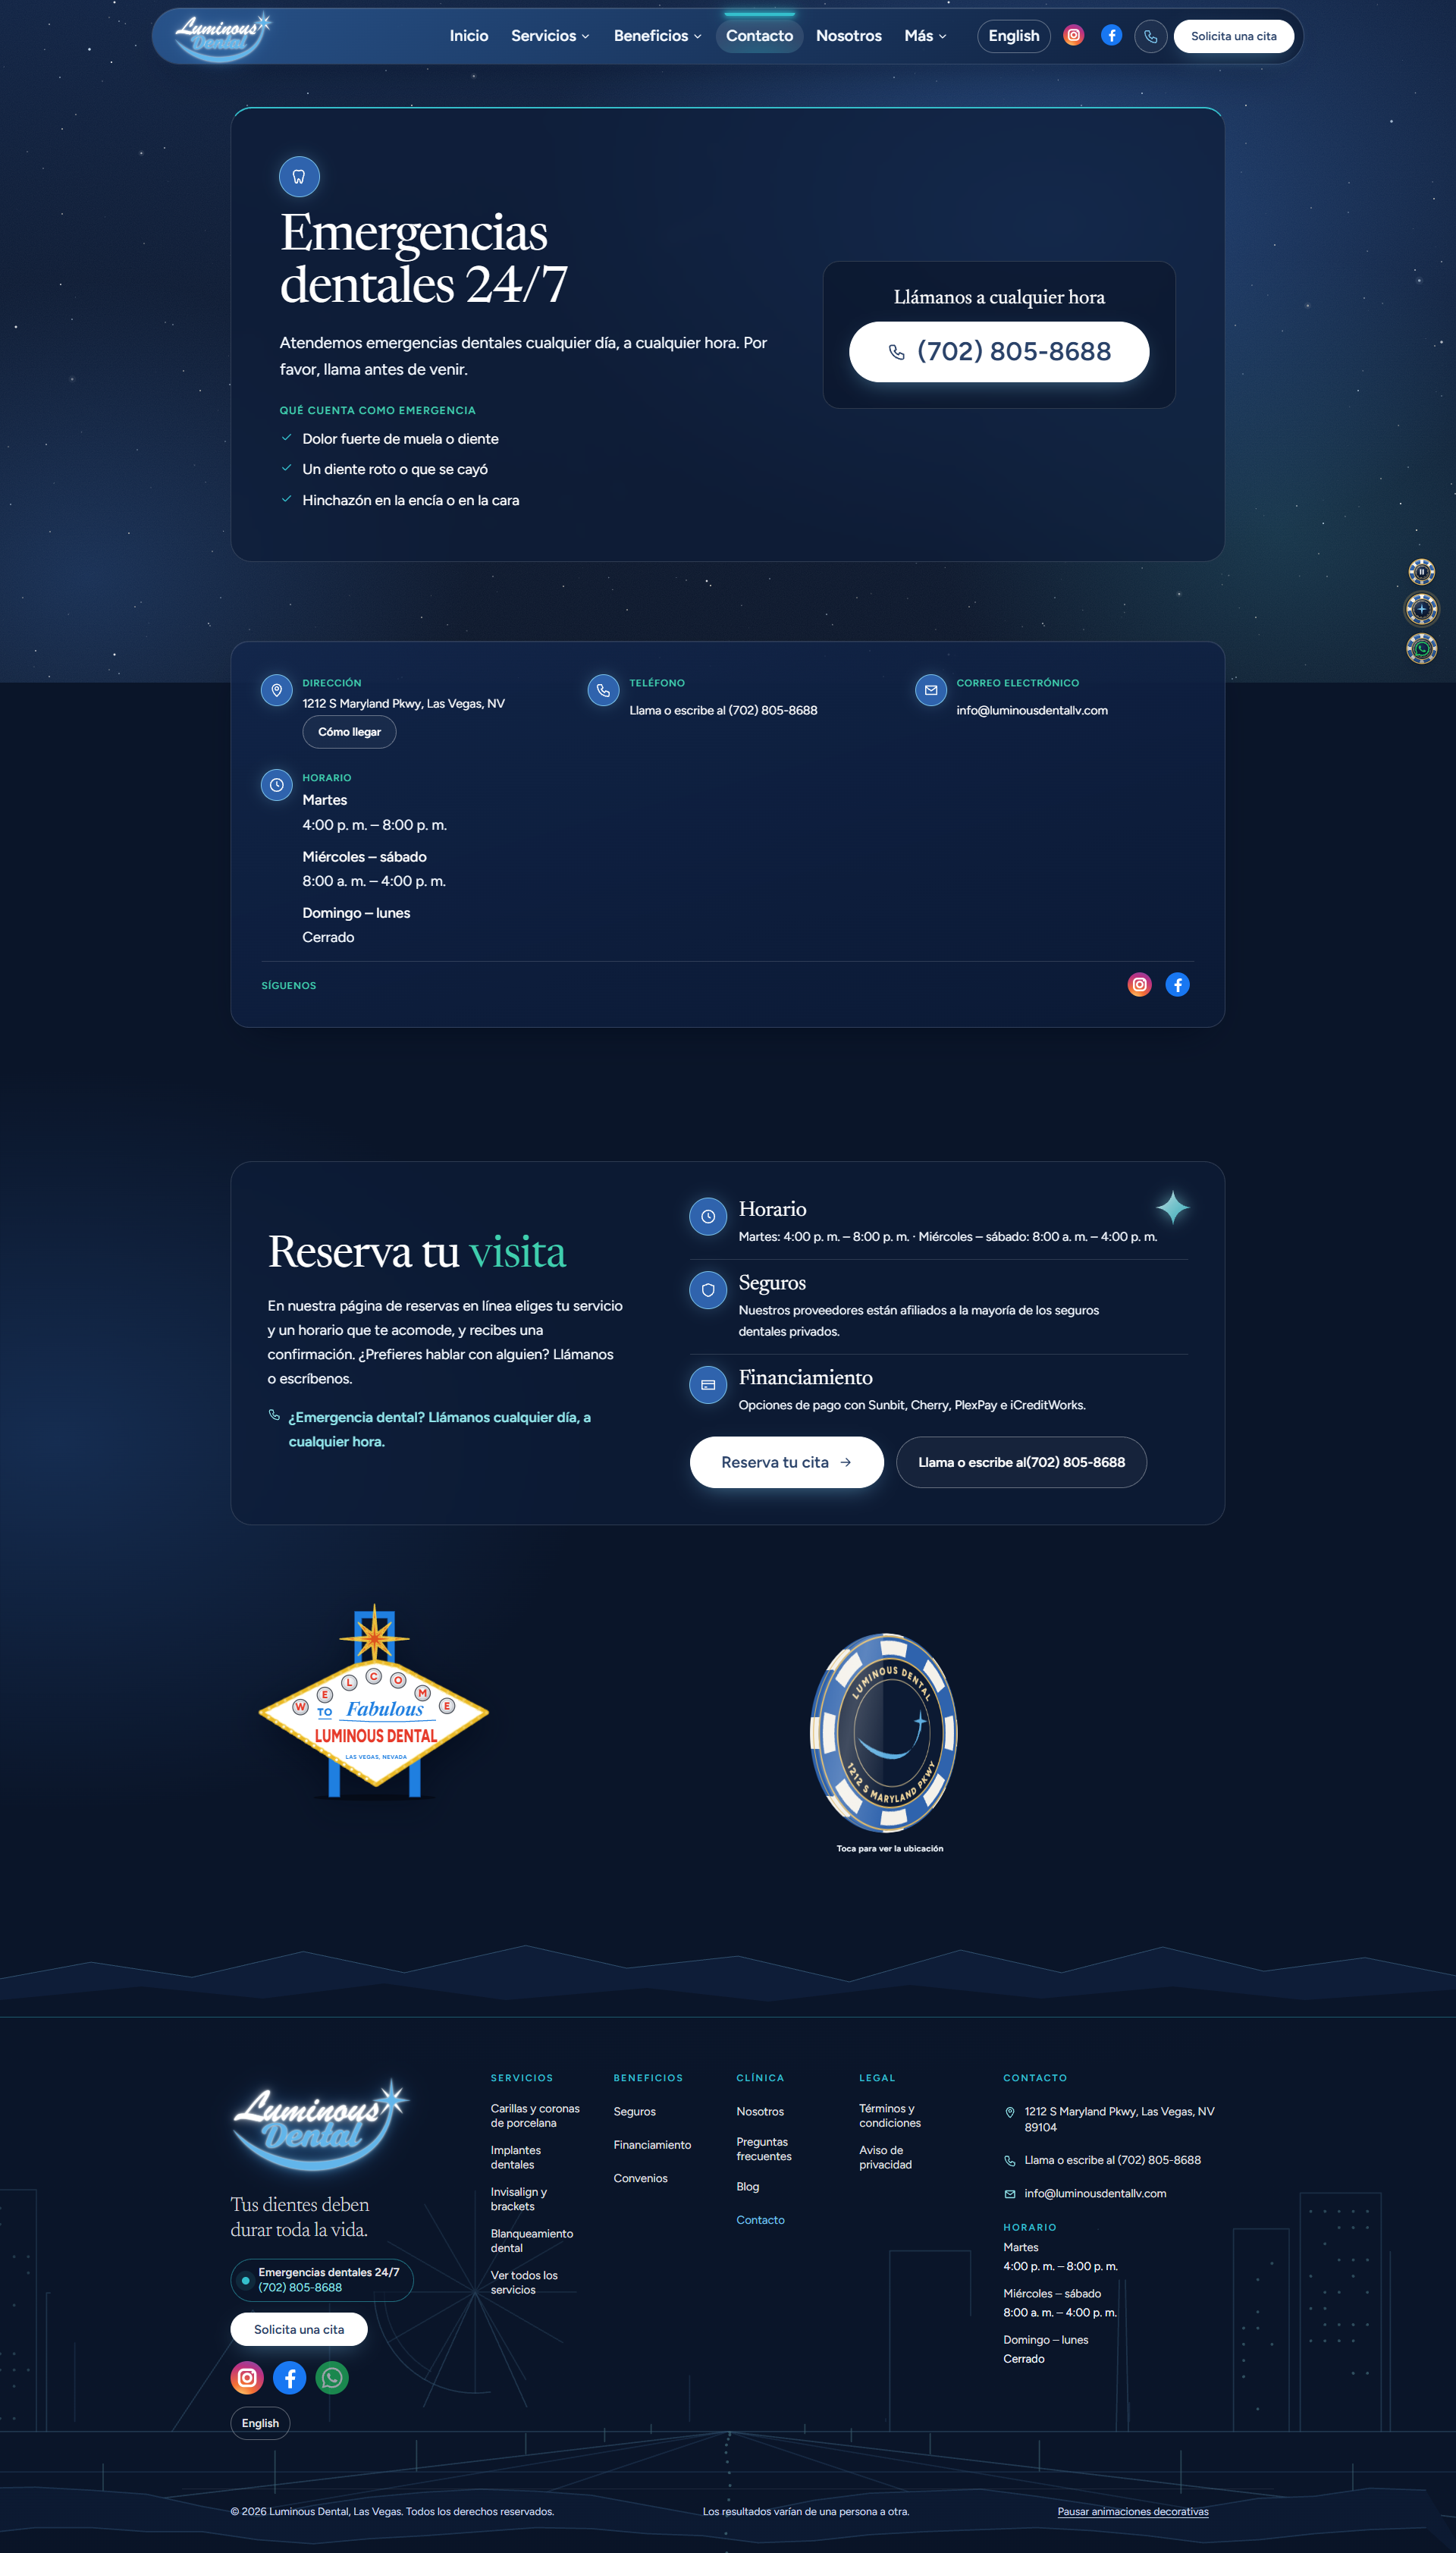 Luminous Dental
Inicio Servicios Beneficios Contacto Nosotros Más English Solicita una cita
Emergencias
dentales 24/7
Atendemos emergencias dentales cualquier día, a cualquier hora. Por
favor, llama antes de venir.
QUÉ CUENTA COMO EMERGENCIA
Dolor fuerte de muela o diente
Un diente roto o que se cayó
Hinchazón en la encía o en la cara
Llámanos a cualquier hora
(702) 805-8688
DIRECCIÓN
1212 S Maryland Pkwy, Las Vegas, NV
Cómo llegar
TELÉFONO
Llama o escribe al (702) 805-8688
CORREO ELECTRÓNICO
info@luminousdentallv.com
HORARIO
Martes
4:00 p. m. – 8:00 p. m.
Miércoles – sábado
8:00 a. m. – 4:00 p. m.
Domingo – lunes
Cerrado
SÍGUENOS
Reserva tu visita
En nuestra página de reservas en línea eliges tu servicio
y un horario que te acomode, y recibes una
confirmación. ¿Prefieres hablar con alguien? Llámanos
o escríbenos.
¿Emergencia dental? Llámanos cualquier día, a
cualquier hora.
Horario
Martes: 4:00 p. m. – 8:00 p. m. · Miércoles – sábado: 8:00 a. m. – 4:00 p. m.
Seguros
Nuestros proveedores están afiliados a la mayoría de los seguros
dentales privados.
Financiamiento
Opciones de pago con Sunbit, Cherry, PlexPay e iCreditWorks.
Reserva tu cita
Llama o escribe al(702) 805-8688
WELCOME
TO Fabulous
LUMINOUS DENTAL
LAS VEGAS, NEVADA
LUMINOUS DENTAL
1212 S MARYLAND PKWY
Toca para ver la ubicación
Luminous
Dental
Tus dientes deben
durar toda la vida.
Emergencias dentales 24/7
(702) 805-8688
Solicita una cita
English
SERVICIOS
Carillas y coronas
de porcelana
Implantes
dentales
Invisalign y
brackets
Blanqueamiento
dental
Ver todos los
servicios
BENEFICIOS
Seguros
Financiamiento
Convenios
CLÍNICA
Nosotros
Preguntas
frecuentes
Blog
Contacto
LEGAL
Términos y
condiciones
Aviso de
privacidad
CONTACTO
1212 S Maryland Pkwy, Las Vegas, NV
89104
Llama o escribe al (702) 805-8688
info@luminousdentallv.com
HORARIO
Martes
4:00 p. m. – 8:00 p. m.
Miércoles – sábado
8:00 a. m. – 4:00 p. m.
Domingo – lunes
Cerrado
© 2026 Luminous Dental, Las Vegas. Todos los derechos reservados.
Los resultados varían de una persona a otra.
Pausar animaciones decorativas